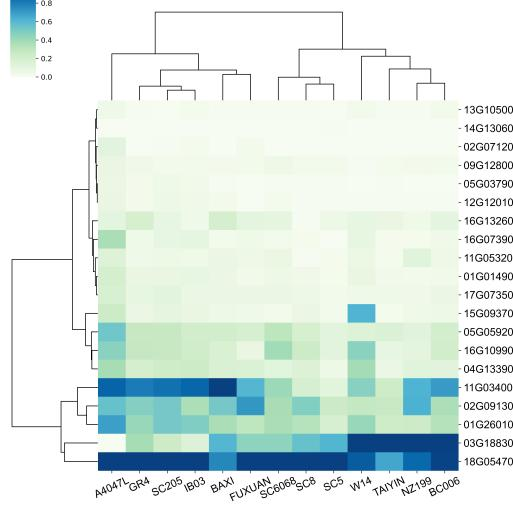 0.8
0.6
0.4
0.2
0.0
13G10500
14G13060
02G07120
09G12800
05G03790
12G12010
16G13260
16G07390
11G05320
01G01490
17G07350
15G09370
05G05920
16G10990
04G13390
11G03400
02G09130
01G26010
03G18830
18G05470
A4047L GR4 SC205 IB03 BAXI FUXUAN SC6068 SC8 SC5 W14 TAIYIN NZ199 BC006